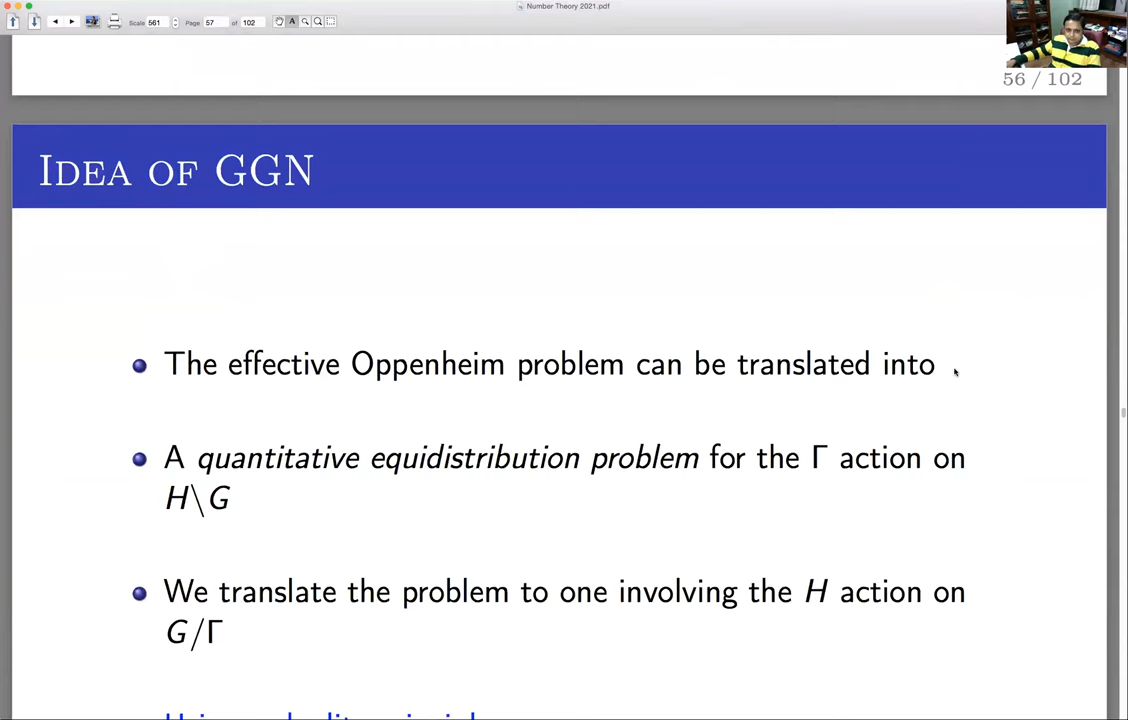 Number Theory 2021.pdf
Scale 561 Page 57 of 102
56 / 102
IDEA OF GGN
The effective Oppenheim problem can be translated into
A quantitative equidistribution problem for the Γ action on
H\G
We translate the problem to one involving the H action on
G/Γ